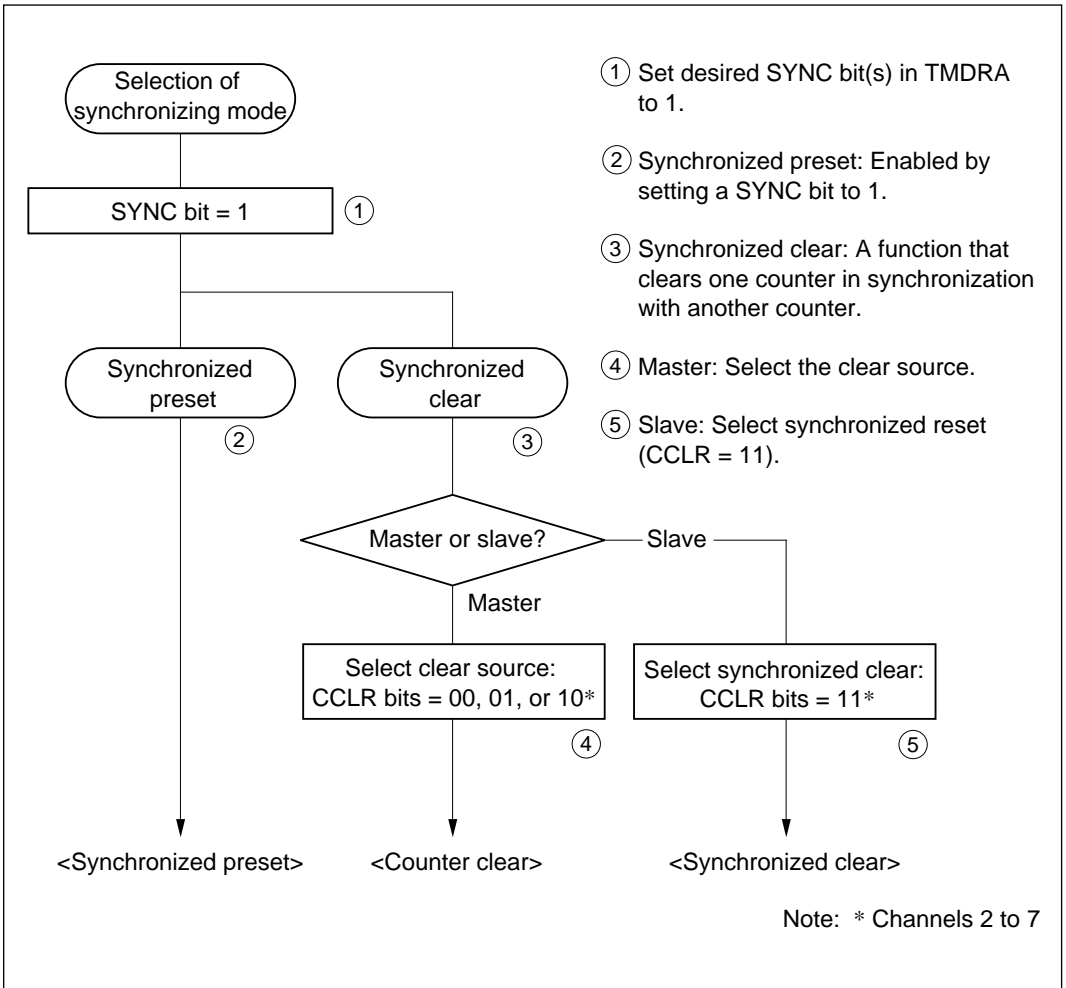 Selection of
synchronizing mode
SYNC bit = 1
①
Synchronized
preset
②
Synchronized
clear
③
Master or slave?
Slave
Master
Select clear source:
CCLR bits = 00, 01, or 10*
④
Select synchronized clear:
CCLR bits = 11*
⑤
<Synchronized preset>
<Counter clear>
<Synchronized clear>
① Set desired SYNC bit(s) in TMDRA
to 1.
② Synchronized preset: Enabled by
setting a SYNC bit to 1.
③ Synchronized clear: A function that
clears one counter in synchronization
with another counter.
④ Master: Select the clear source.
⑤ Slave: Select synchronized reset
(CCLR = 11).
Note: * Channels 2 to 7